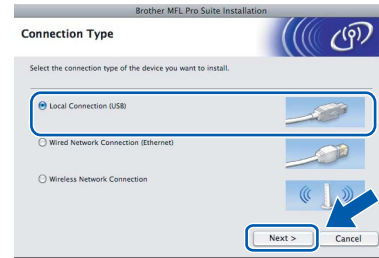 Brother MFL Pro Suite Installation
Connection Type
Select the connection type of the device you want to install.
Local Connection (USB)
Wired Network Connection (Ethernet)
Wireless Network Connection
Next >
Cancel